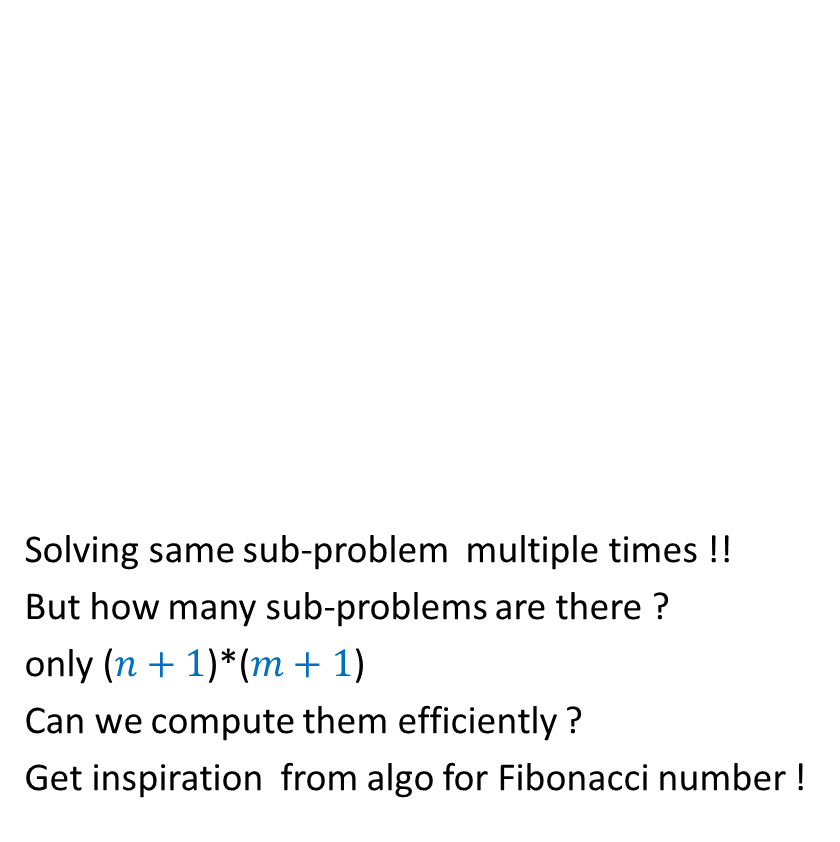 Solving same sub-problem  multiple times !!
But how many sub-problems are there ?
only (n + 1)*(m + 1)
Can we compute them efficiently ?
Get inspiration  from algo for Fibonacci number !